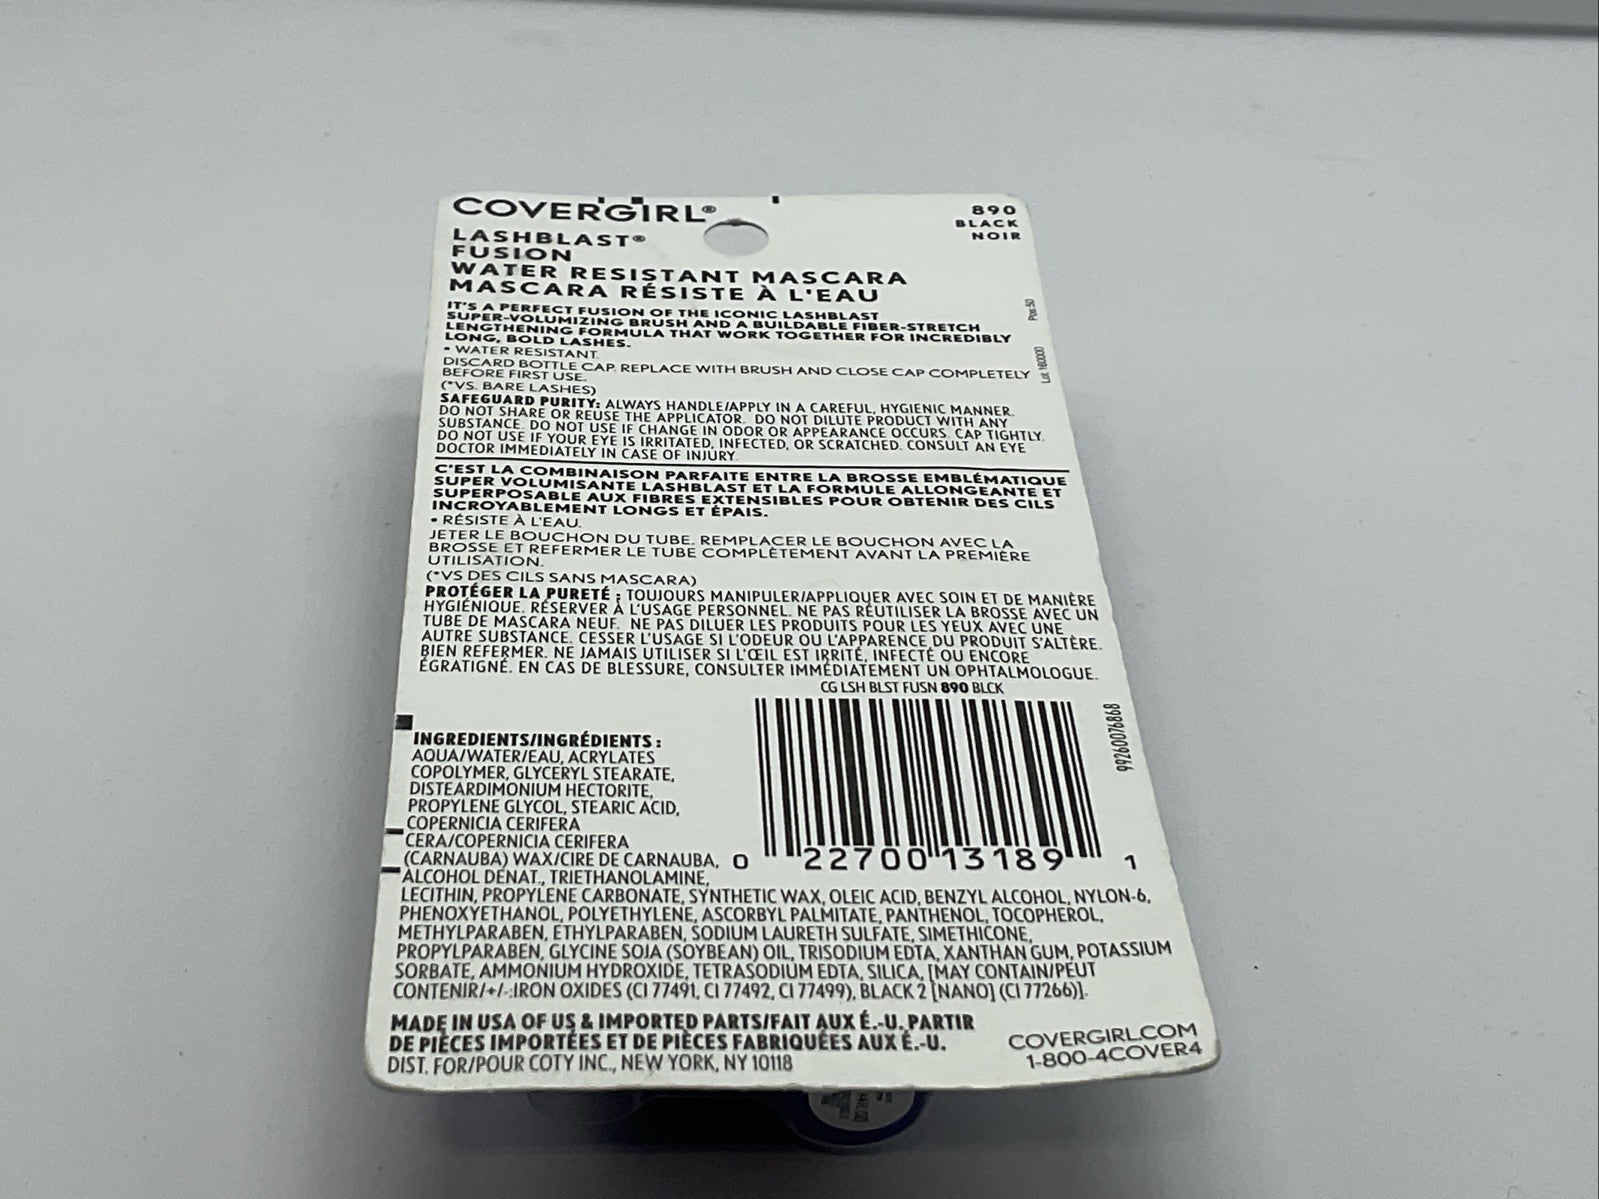 COVERGIRL®
890
BLACK
NOIR
LASHBLAST®
FUSION
WATER RESISTANT MASCARA
MASCARA RÉSISTE À L'EAU
IT'S A PERFECT FUSION OF THE ICONIC LASHBLAST
SUPER-VOLUMIZING BRUSH AND A BUILDABLE FIBER-STRETCH
LENGTHENING FORMULA THAT WORK TOGETHER FOR INCREDIBLY
LONG, BOLD LASHES.
• WATER RESISTANT.
DISCARD BOTTLE CAP. REPLACE WITH BRUSH AND CLOSE CAP COMPLETELY
BEFORE FIRST USE.
(*VS. BARE LASHES)
SAFEGUARD PURITY: ALWAYS HANDLE/APPLY IN A CAREFUL, HYGIENIC MANNER.
DO NOT SHARE OR REUSE THE APPLICATOR. DO NOT DILUTE PRODUCT WITH ANY
SUBSTANCE. DO NOT USE IF CHANGE IN ODOR OR APPEARANCE OCCURS. CAP TIGHTLY.
DO NOT USE IF YOUR EYE IS IRRITATED, INFECTED, OR SCRATCHED. CONSULT AN EYE
DOCTOR IMMEDIATELY IN CASE OF INJURY.
Pos:50
Lot 160000
C'EST LA COMBINAISON PARFAITE ENTRE LA BROSSE EMBLÉMATIQUE
SUPER VOLUMISANTE LASHBLAST ET LA FORMULE ALLONGEANTE ET
SUPERPOSABLE AUX FIBRES EXTENSIBLES POUR OBTENIR DES CILS
INCROYABLEMENT LONGS ET ÉPAIS.
• RÉSISTE À L'EAU.
JETER LE BOUCHON DU TUBE. REMPLACER LE BOUCHON AVEC LA
BROSSE ET REFERMER LE TUBE COMPLÈTEMENT AVANT LA PREMIÈRE
UTILISATION.
(*VS DES CILS SANS MASCARA)
PROTÉGER LA PURETÉ : TOUJOURS MANIPULER/APPLIQUER AVEC SOIN ET DE MANIÈRE
HYGIÉNIQUE. RÉSERVER À L'USAGE PERSONNEL. NE PAS RÉUTILISER LA BROSSE AVEC UN
TUBE DE MASCARA NEUF. NE PAS DILUER LES PRODUITS POUR LES YEUX AVEC UNE
AUTRE SUBSTANCE. CESSER L'USAGE SI L'ODEUR OU L'APPARENCE DU PRODUIT S'ALTÈRE.
BIEN REFERMER. NE JAMAIS UTILISER SI L'ŒIL EST IRRITÉ, INFECTÉ OU ENCORE
ÉGRATIGNÉ. EN CAS DE BLESSURE, CONSULTER IMMÉDIATEMENT UN OPHTALMOLOGUE.
CG LSH BLST FUSN 890 BLCK
99260076868
0 22700 13189 1
INGREDIENTS/INGRÉDIENTS :
AQUA/WATER/EAU, ACRYLATES
COPOLYMER, GLYCERYL STEARATE,
DISTEARDIMONIUM HECTORITE,
PROPYLENE GLYCOL, STEARIC ACID,
COPERNICIA CERIFERA
CERA/COPERNICIA CERIFERA
(CARNAUBA) WAX/CIRE DE CARNAUBA,
ALCOHOL DENAT., TRIETHANOLAMINE,
LECITHIN, PROPYLENE CARBONATE, SYNTHETIC WAX, OLEIC ACID, BENZYL ALCOHOL, NYLON-6,
PHENOXYETHANOL, POLYETHYLENE, ASCORBYL PALMITATE, PANTHENOL, TOCOPHEROL,
METHYLPARABEN, ETHYLPARABEN, SODIUM LAURETH SULFATE, SIMETHICONE,
PROPYLPARABEN, GLYCINE SOJA (SOYBEAN) OIL, TRISODIUM EDTA, XANTHAN GUM, POTASSIUM
SORBATE, AMMONIUM HYDROXIDE, TETRASODIUM EDTA, SILICA, [MAY CONTAIN/PEUT
CONTENIR/+/-:IRON OXIDES (CI 77491, CI 77492, CI 77499), BLACK 2 [NANO] (CI 77266)].
MADE IN USA OF US & IMPORTED PARTS/FAIT AUX É.-U. PARTIR
DE PIÈCES IMPORTÉES ET DE PIÈCES FABRIQUÉES AUX É.-U.
DIST. FOR/POUR COTY INC., NEW YORK, NY 10118
COVERGIRL.COM
1-800-4COVER4